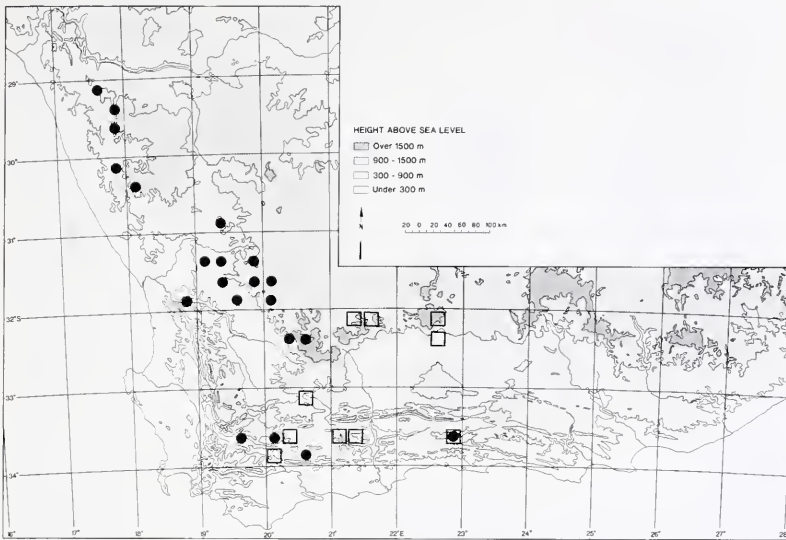 29°
HEIGHT ABOVE SEA LEVEL
Over 1500 m
900 - 1500 m
30°
300 - 900 m
Under 300 m
N
20 0 20 40 60 80 100 km
31°
32°S
33°
34°
16° 17° 18° 19° 20° 21° 22°E 23° 24° 25° 26° 27° 28°